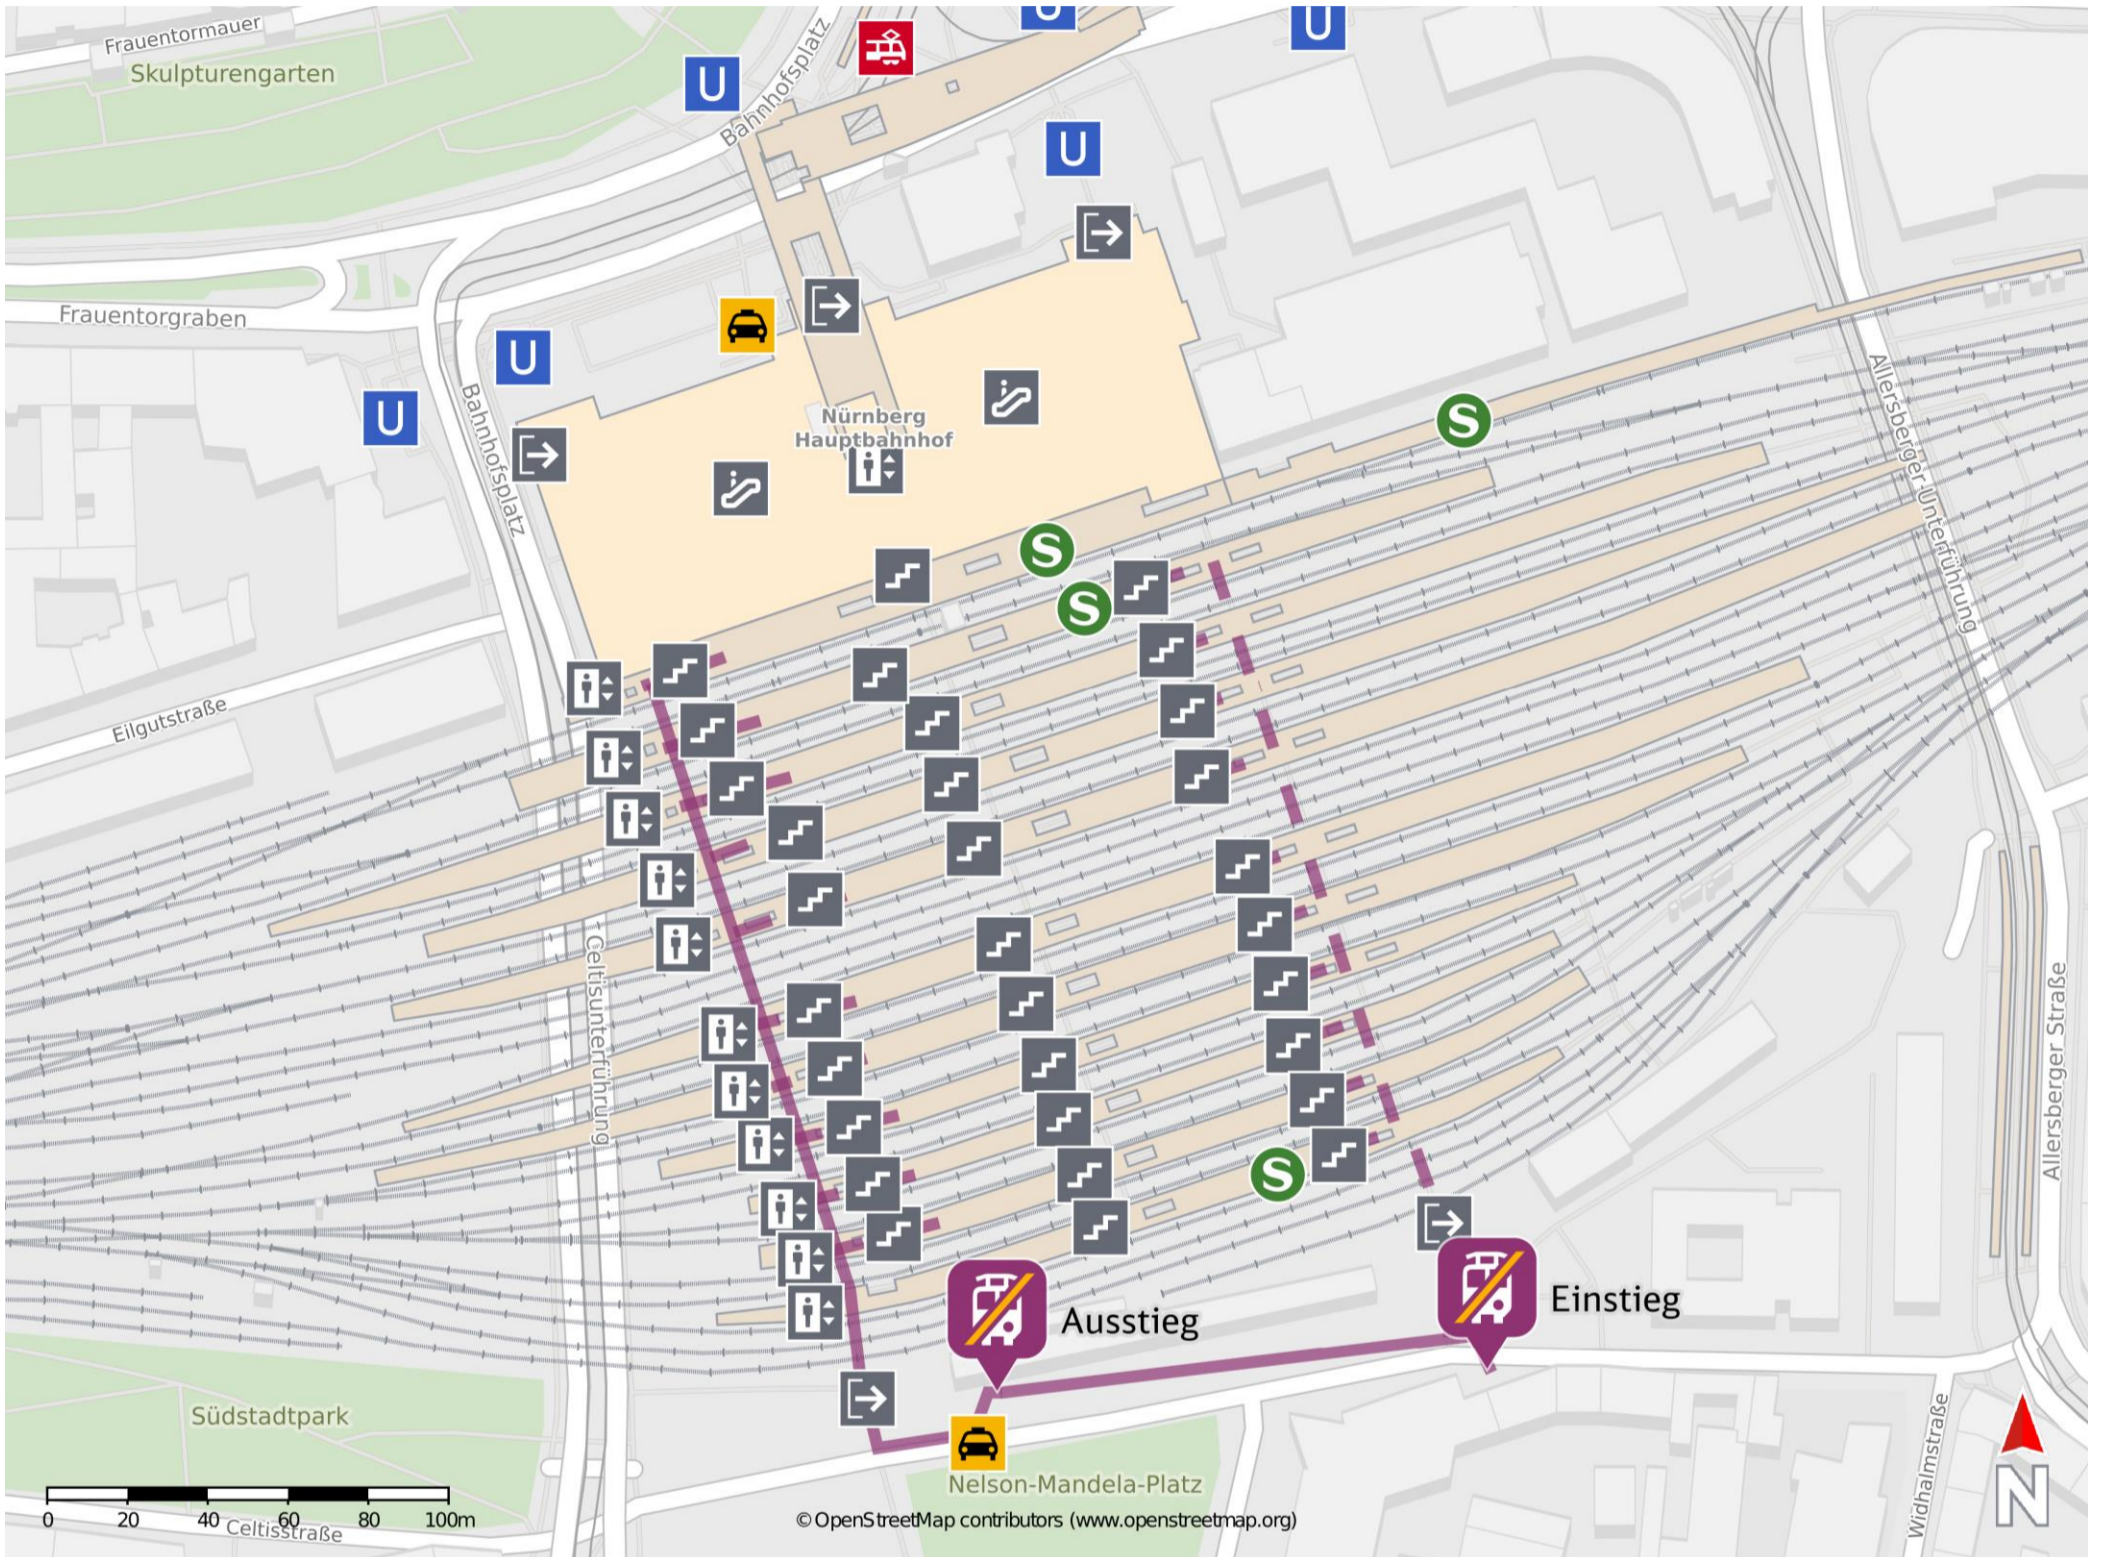 Frauentormauer
Skulpturengarten
Bahnhofsplatz
U
U
U
U
Frauentorgraben
U
U
Bahnhofsplatz
Nürnberg
Hauptbahnhof
S
Allersberger-Unterführung
S
S
Eilgutstraße
Celtisunterführung
Allersberger Straße
S
Ausstieg
Einstieg
Südstadtpark
Nelson-Mandela-Platz
Widhalmstraße
N
0 20 40 60 80 100m
Celtisstraße
© OpenStreetMap contributors (www.openstreetmap.org)